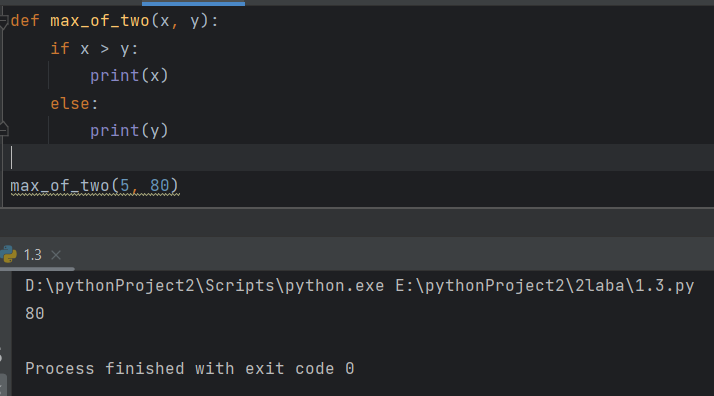 def max_of_two(x, y):
    if x > y:
        print(x)
    else:
        print(y)
max_of_two(5, 80)
1.3
D:\pythonProject2\Scripts\python.exe E:\pythonProject2\2laba\1.3.py
80
Process finished with exit code 0